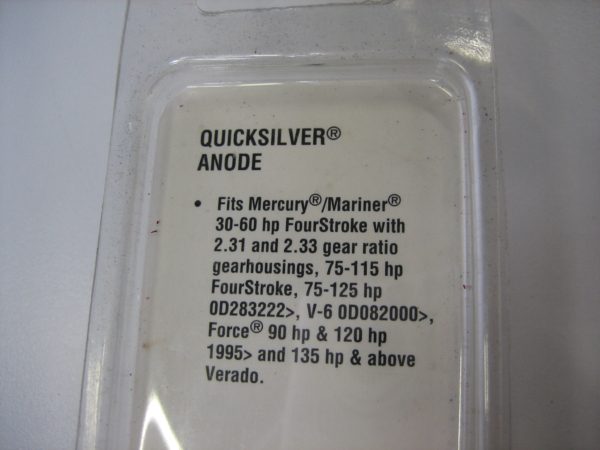 QUICKSILVER®
ANODE
• Fits Mercury®/Mariner®
30-60 hp FourStroke with
2.31 and 2.33 gear ratio
gearhousings, 75-115 hp
FourStroke, 75-125 hp
0D283222>, V-6 0D082000>,
Force® 90 hp & 120 hp
1995> and 135 hp & above
Verado.